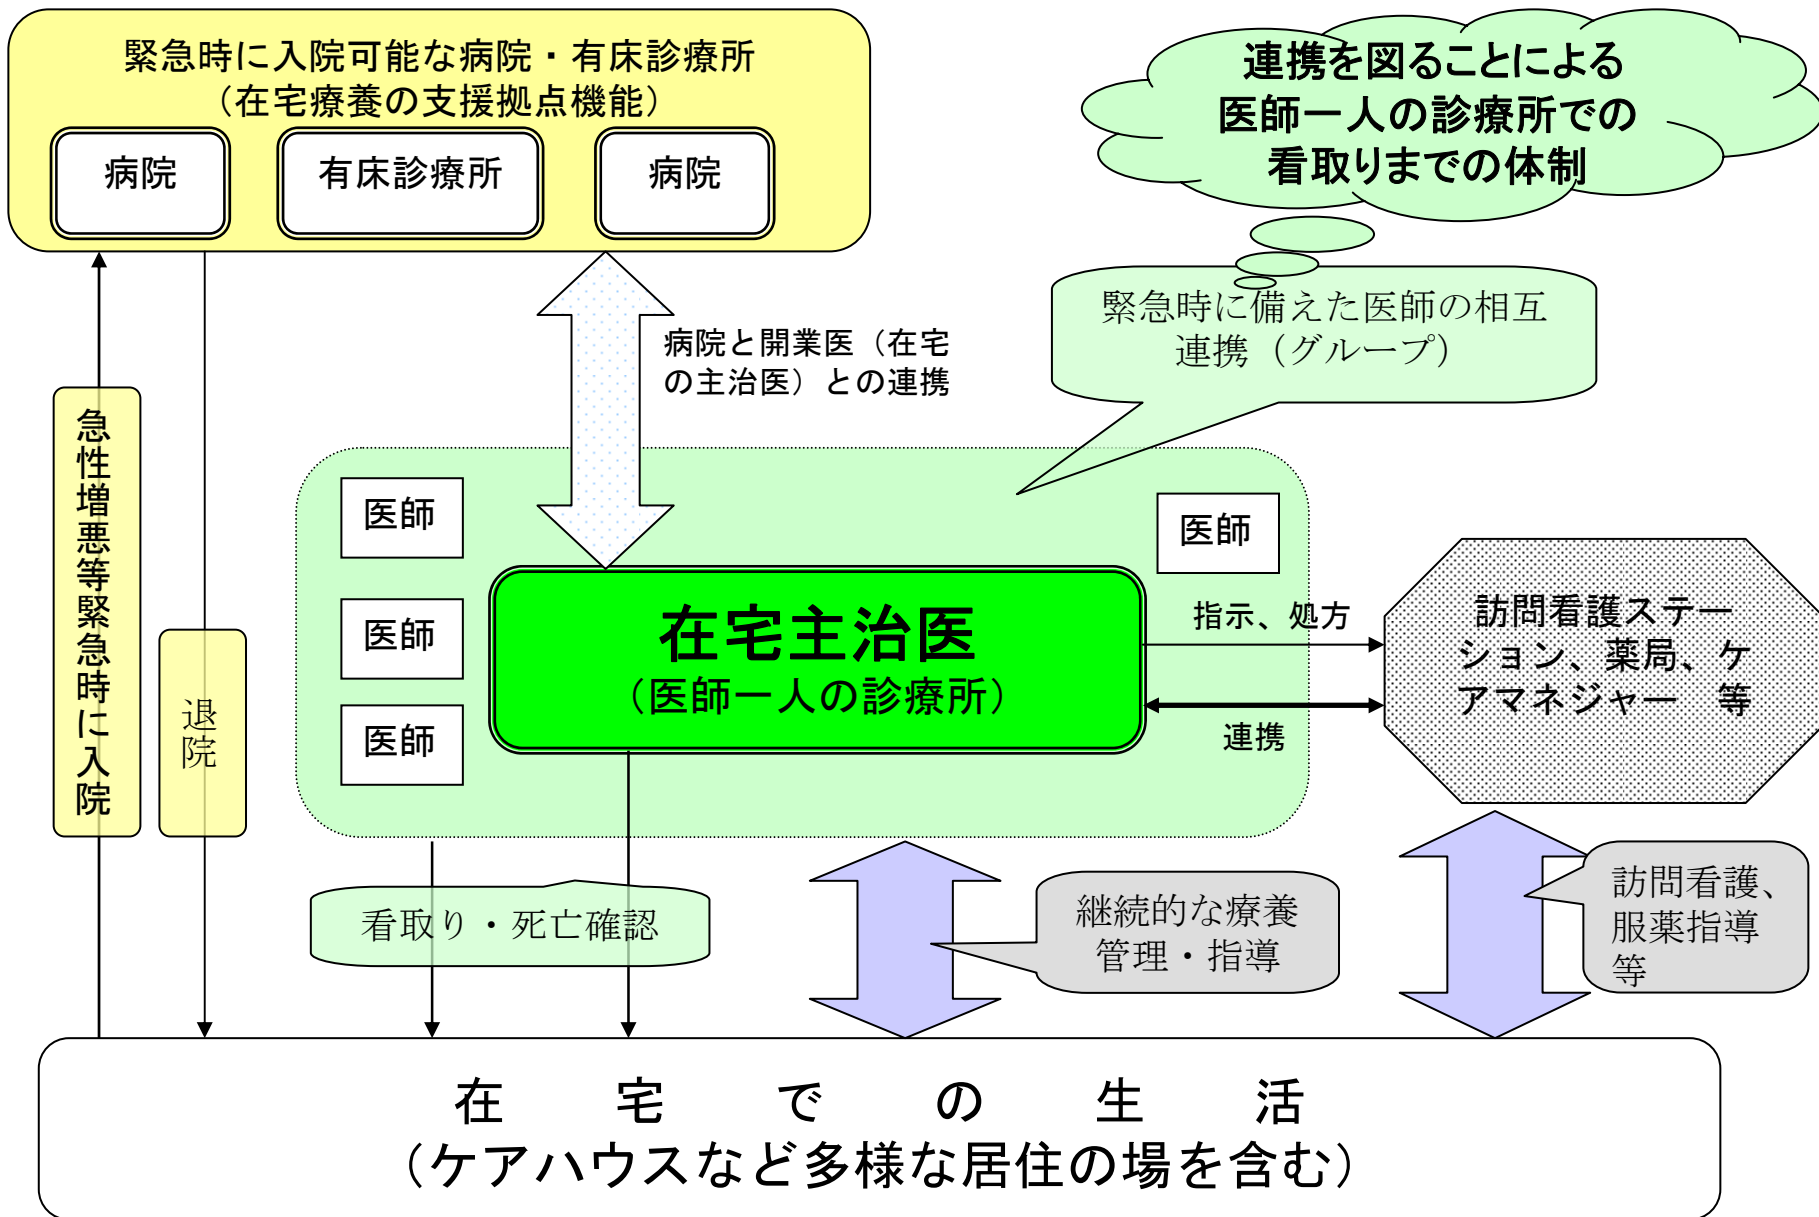 緊急時に入院可能な病院・有床診療所
（在宅療養の支援拠点機能）
病院
有床診療所
病院
連携を図ることによる
医師一人の診療所での
看取りまでの体制
緊急時に備えた医師の相互
連携（グループ）
病院と開業医（在宅
の主治医）との連携
急性増悪等緊急時に入院
退院
医師
医師
医師
医師
在宅主治医
（医師一人の診療所）
指示、処方
連携
訪問看護ステー
ション、薬局、ケ
アマネジャー　等
看取り・死亡確認
継続的な療養
管理・指導
訪問看護、
服薬指導
等
在　宅　で　の　生　活
（ケアハウスなど多様な居住の場を含む）